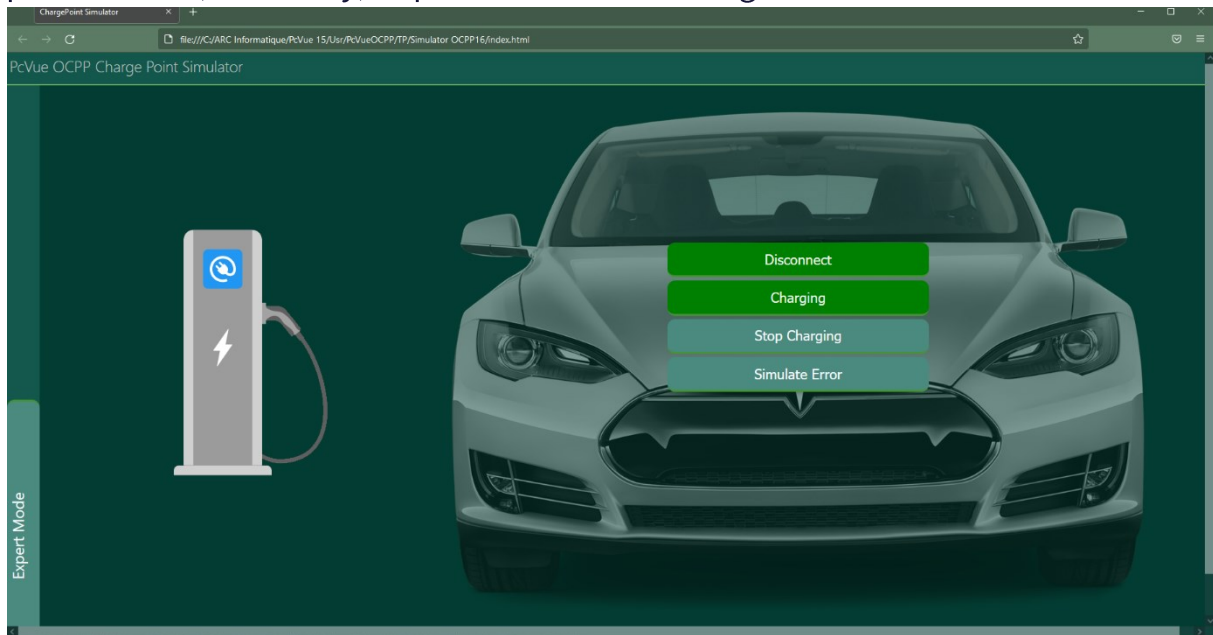 ChargePoint Simulator
file:///C:/ARC Informatique/PcVue 15/Usr/PcVueOCPP/TP/Simulator OCPP16/index.html
PcVue OCPP Charge Point Simulator
Disconnect
Charging
Stop Charging
Simulate Error
Expert Mode